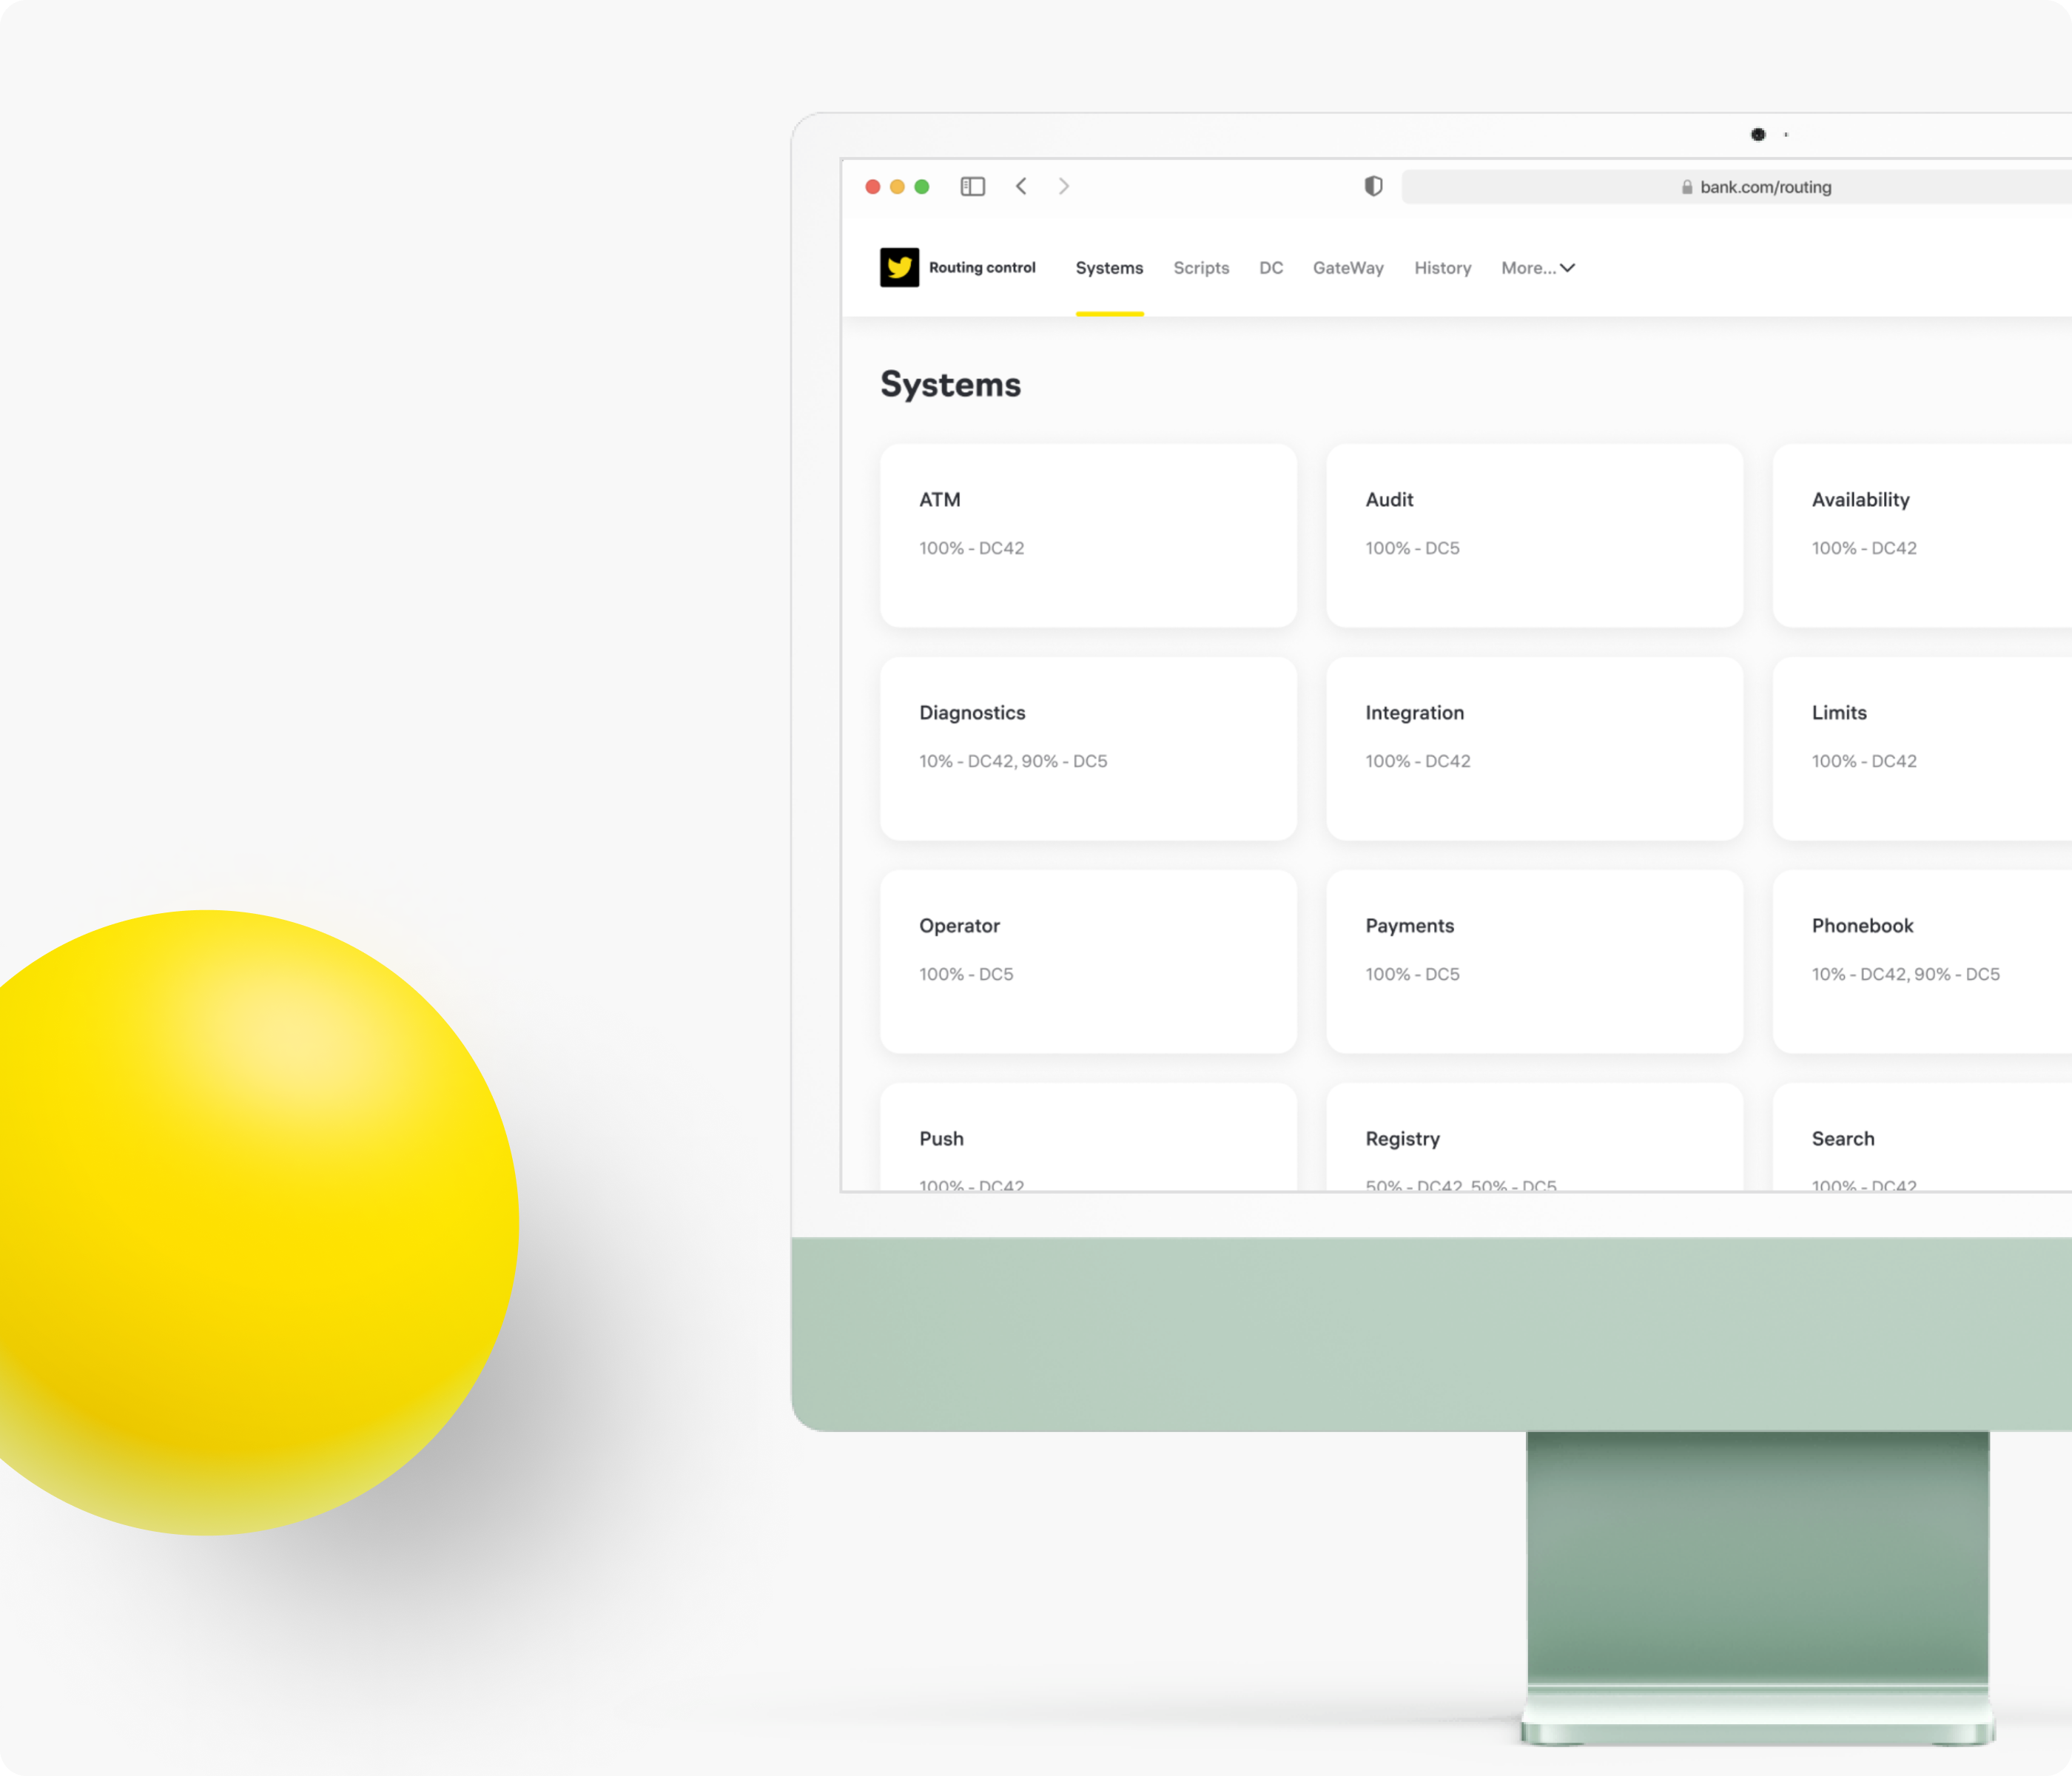 bank.com/routing
Routing control Systems Scripts DC GateWay History More...
Systems
ATM Audit Availability
100% - DC42 100% - DC5 100% - DC42
Diagnostics Integration Limits
10% - DC42, 90% - DC5 100% - DC42 100% - DC42
Operator Payments Phonebook
100% - DC5 100% - DC5 10% - DC42, 90% - DC5
Push Registry Search
100% - DC42 50% - DC42, 50% - DC5 100% - DC42